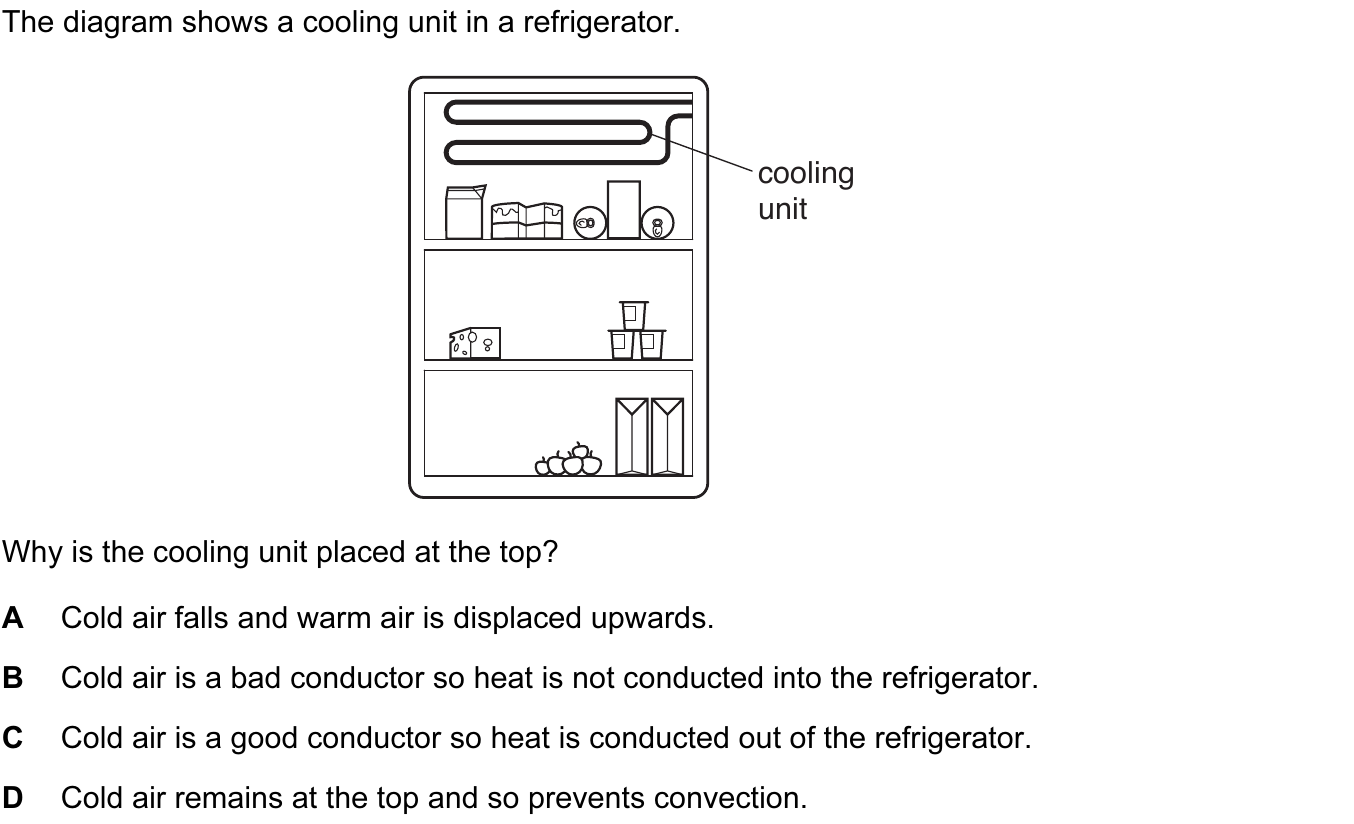 The diagram shows a cooling unit in a refrigerator.
cooling
unit
Why is the cooling unit placed at the top?
A Cold air falls and warm air is displaced upwards.
B Cold air is a bad conductor so heat is not conducted into the refrigerator.
C Cold air is a good conductor so heat is conducted out of the refrigerator.
D Cold air remains at the top and so prevents convection.